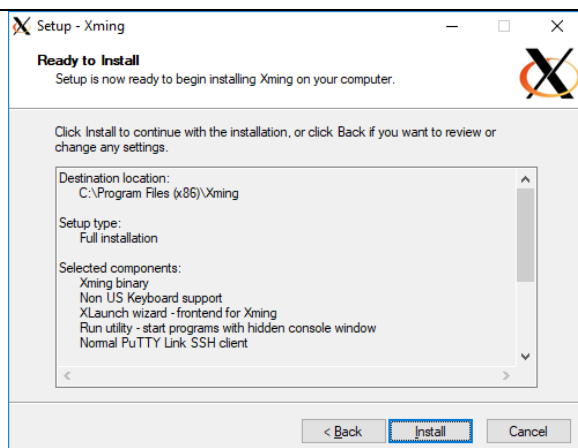 Setup - Xming
Ready to Install
Setup is now ready to begin installing Xming on your computer.
Click Install to continue with the installation, or click Back if you want to review or
change any settings.
Destination location:
C:\Program Files (x86)\Xming
Setup type:
Full installation
Selected components:
Xming binary
Non US Keyboard support
XLaunch wizard - frontend for Xming
Run utility - start programs with hidden console window
Normal PuTTY Link SSH client
< Back
Install
Cancel